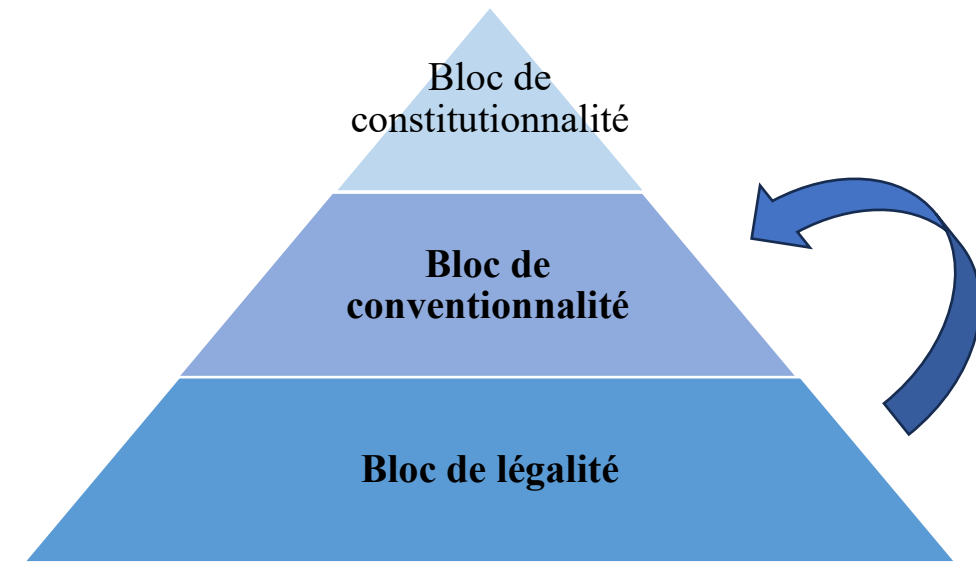 Bloc de
constitutionnalité
Bloc de
conventionnalité
Bloc de légalité